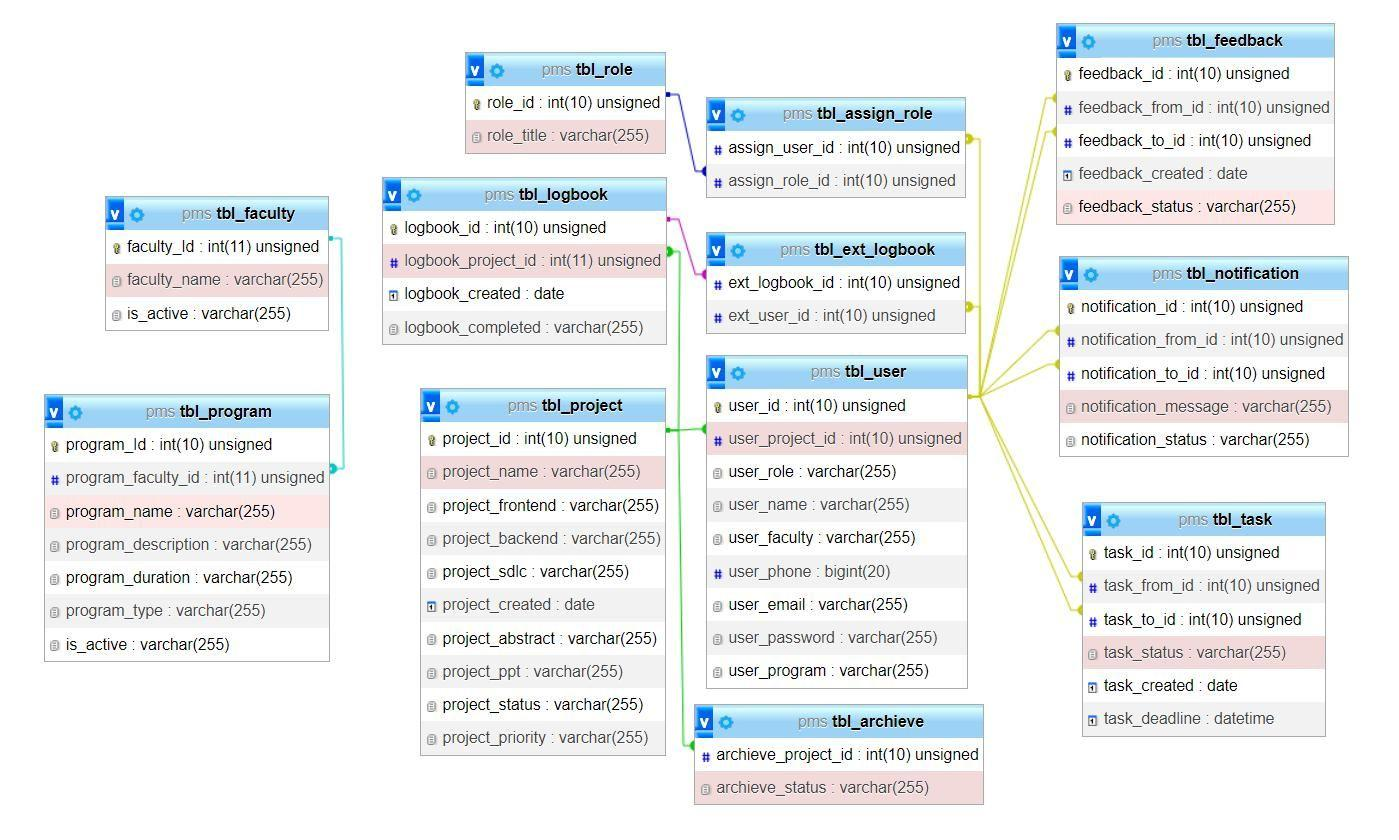 pms tbl_role
role_id : int(10) unsigned
role_title : varchar(255)
pms tbl_assign_role
assign_user_id : int(10) unsigned
assign_role_id : int(10) unsigned
pms tbl_feedback
feedback_id : int(10) unsigned
feedback_from_id : int(10) unsigned
feedback_to_id : int(10) unsigned
feedback_created : date
feedback_status : varchar(255)
pms tbl_faculty
faculty_Id : int(11) unsigned
faculty_name : varchar(255)
is_active : varchar(255)
pms tbl_logbook
logbook_id : int(10) unsigned
logbook_project_id : int(11) unsigned
logbook_created : date
logbook_completed : varchar(255)
pms tbl_ext_logbook
ext_logbook_id : int(10) unsigned
ext_user_id : int(10) unsigned
pms tbl_notification
notification_id : int(10) unsigned
notification_from_id : int(10) unsigned
notification_to_id : int(10) unsigned
notification_message : varchar(255)
notification_status : varchar(255)
pms tbl_program
program_Id : int(10) unsigned
program_faculty_id : int(11) unsigned
program_name : varchar(255)
program_description : varchar(255)
program_duration : varchar(255)
program_type : varchar(255)
is_active : varchar(255)
pms tbl_project
project_id : int(10) unsigned
project_name : varchar(255)
project_frontend : varchar(255)
project_backend : varchar(255)
project_sdlc : varchar(255)
project_created : date
project_abstract : varchar(255)
project_ppt : varchar(255)
project_status : varchar(255)
project_priority : varchar(255)
pms tbl_user
user_id : int(10) unsigned
user_project_id : int(10) unsigned
user_role : varchar(255)
user_name : varchar(255)
user_faculty : varchar(255)
user_phone : bigint(20)
user_email : varchar(255)
user_password : varchar(255)
user_program : varchar(255)
pms tbl_task
task_id : int(10) unsigned
task_from_id : int(10) unsigned
task_to_id : int(10) unsigned
task_status : varchar(255)
task_created : date
task_deadline : datetime
pms tbl_archieve
archieve_project_id : int(10) unsigned
archieve_status : varchar(255)